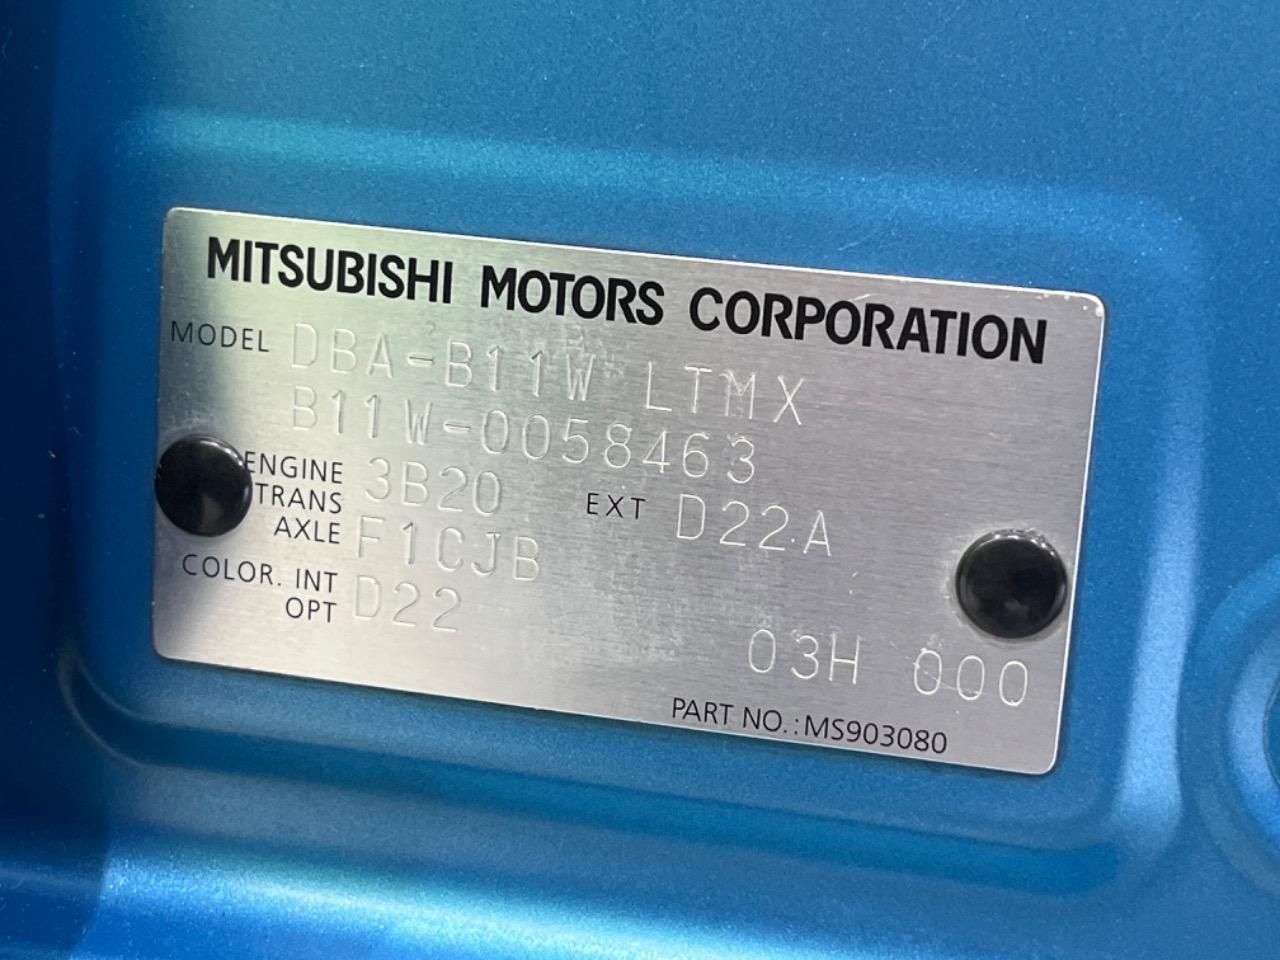 MITSUBISHI MOTORS CORPORATION
MODEL DBA-B11W LTMX
B11W-0058463
ENGINE 3B20 EXT D22A
TRANS
AXLE F1CJB
COLOR. INT D22
OPT
03H 000
PART NO.:MS903080